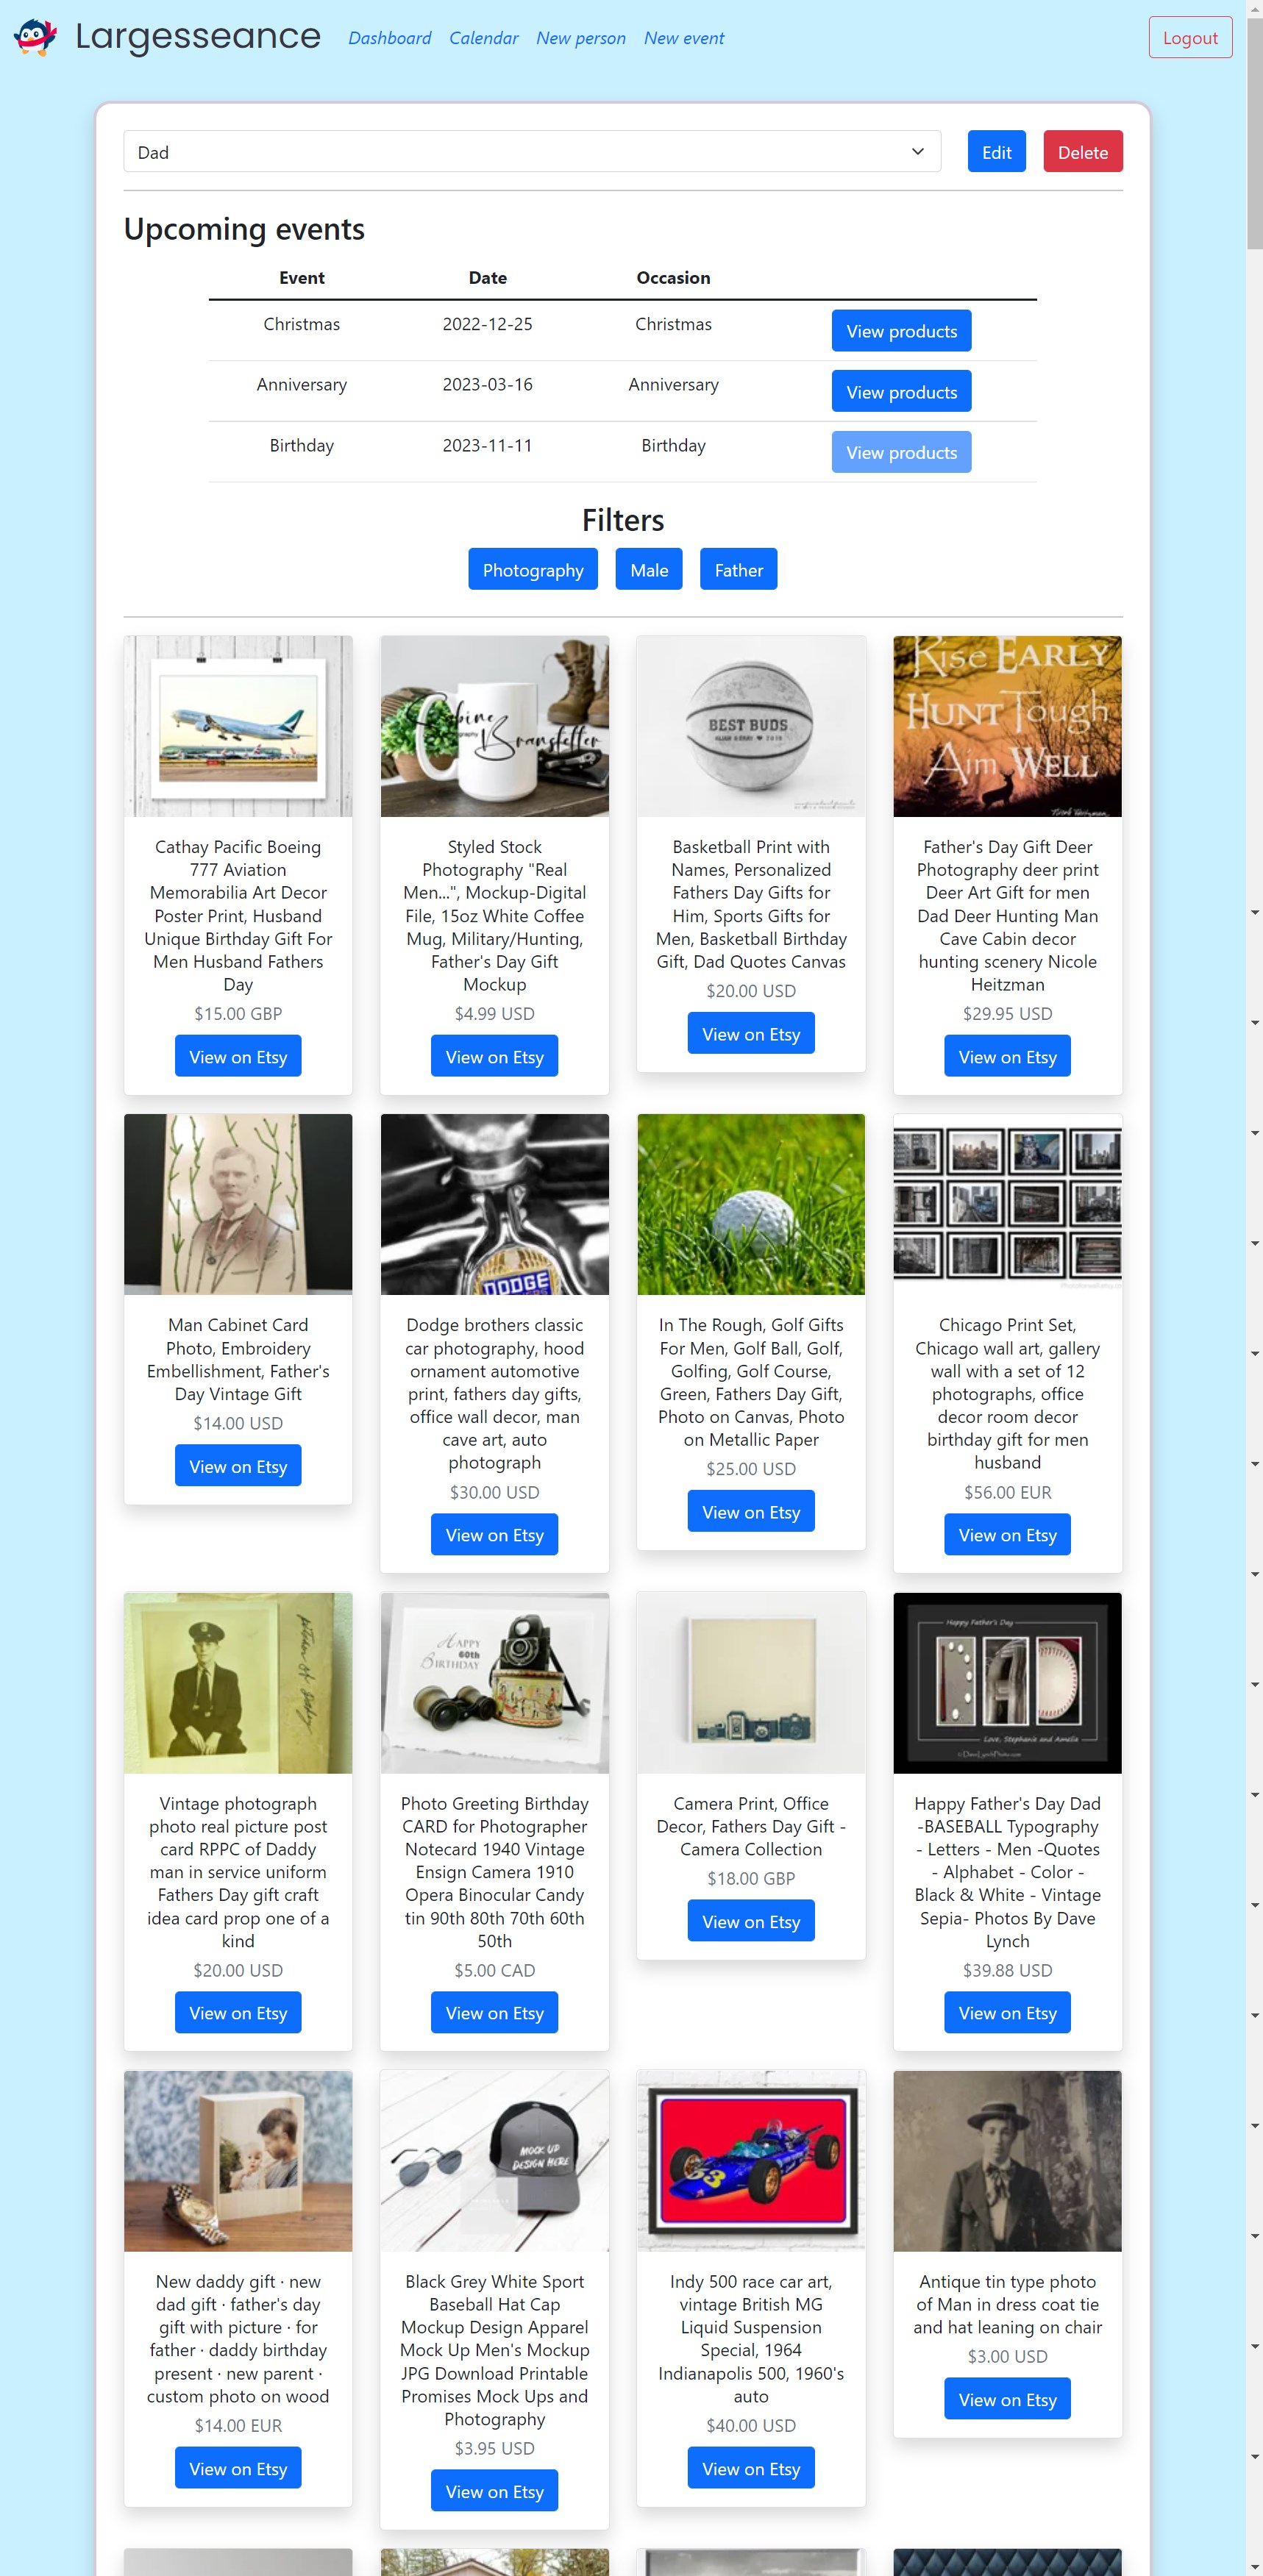 Largesseance Dashboard Calendar New person New event Logout
Dad Edit Delete
Upcoming events
Event Date Occasion
Christmas 2022-12-25 Christmas View products
Anniversary 2023-03-16 Anniversary View products
Birthday 2023-11-11 Birthday View products
Filters
Photography Male Father
BEST BUDS
Rise EARLY
HUNT Tough
Aim WELL
Cathay Pacific Boeing
777 Aviation
Memorabilia Art Decor
Poster Print, Husband
Unique Birthday Gift For
Men Husband Fathers
Day
$15.00 GBP
View on Etsy
Styled Stock
Photography "Real
Men...", Mockup-Digital
File, 15oz White Coffee
Mug, Military/Hunting,
Father's Day Gift
Mockup
$4.99 USD
View on Etsy
Basketball Print with
Names, Personalized
Fathers Day Gifts for
Him, Sports Gifts for
Men, Basketball Birthday
Gift, Dad Quotes Canvas
$20.00 USD
View on Etsy
Father's Day Gift Deer
Photography deer print
Deer Art Gift for men
Dad Deer Hunting Man
Cave Cabin decor
hunting scenery Nicole
Heitzman
$29.95 USD
View on Etsy
Man Cabinet Card
Photo, Embroidery
Embellishment, Father's
Day Vintage Gift
$14.00 USD
View on Etsy
DODGE
Dodge brothers classic
car photography, hood
ornament automotive
print, fathers day gifts,
office wall decor, man
cave art, auto
photograph
$30.00 USD
View on Etsy
In The Rough, Golf Gifts
For Men, Golf Ball, Golf,
Golfing, Golf Course,
Green, Fathers Day Gift,
Photo on Canvas, Photo
on Metallic Paper
$25.00 USD
View on Etsy
Chicago Print Set,
Chicago wall art, gallery
wall with a set of 12
photographs, office
decor room decor
birthday gift for men
husband
$56.00 EUR
View on Etsy
Vintage photograph
photo real picture post
card RPPC of Daddy
man in service uniform
Fathers Day gift craft
idea card prop one of a
kind
$20.00 USD
View on Etsy
HAPPY
60th
BIRTHDAY
Photo Greeting Birthday
CARD for Photographer
Notecard 1940 Vintage
Ensign Camera 1910
Opera Binocular Candy
tin 90th 80th 70th 60th
50th
$5.00 CAD
View on Etsy
Camera Print, Office
Decor, Fathers Day Gift -
Camera Collection
$18.00 GBP
View on Etsy
Happy Father's Day
Love, Stephanie and Amelia
Happy Father's Day Dad
-BASEBALL Typography
- Letters - Men -Quotes
- Alphabet - Color -
Black & White - Vintage
Sepia- Photos By Dave
Lynch
$39.88 USD
View on Etsy
New daddy gift · new
dad gift · father's day
gift with picture · for
father · daddy birthday
present · new parent ·
custom photo on wood
$14.00 EUR
View on Etsy
MOCK UP
DESIGN HERE
Black Grey White Sport
Baseball Hat Cap
Mockup Design Apparel
Mock Up Men's Mockup
JPG Download Printable
Promises Mock Ups and
Photography
$3.95 USD
View on Etsy
Indy 500 race car art,
vintage British MG
Liquid Suspension
Special, 1964
Indianapolis 500, 1960's
auto
$40.00 USD
View on Etsy
Antique tin type photo
of Man in dress coat tie
and hat leaning on chair
$3.00 USD
View on Etsy